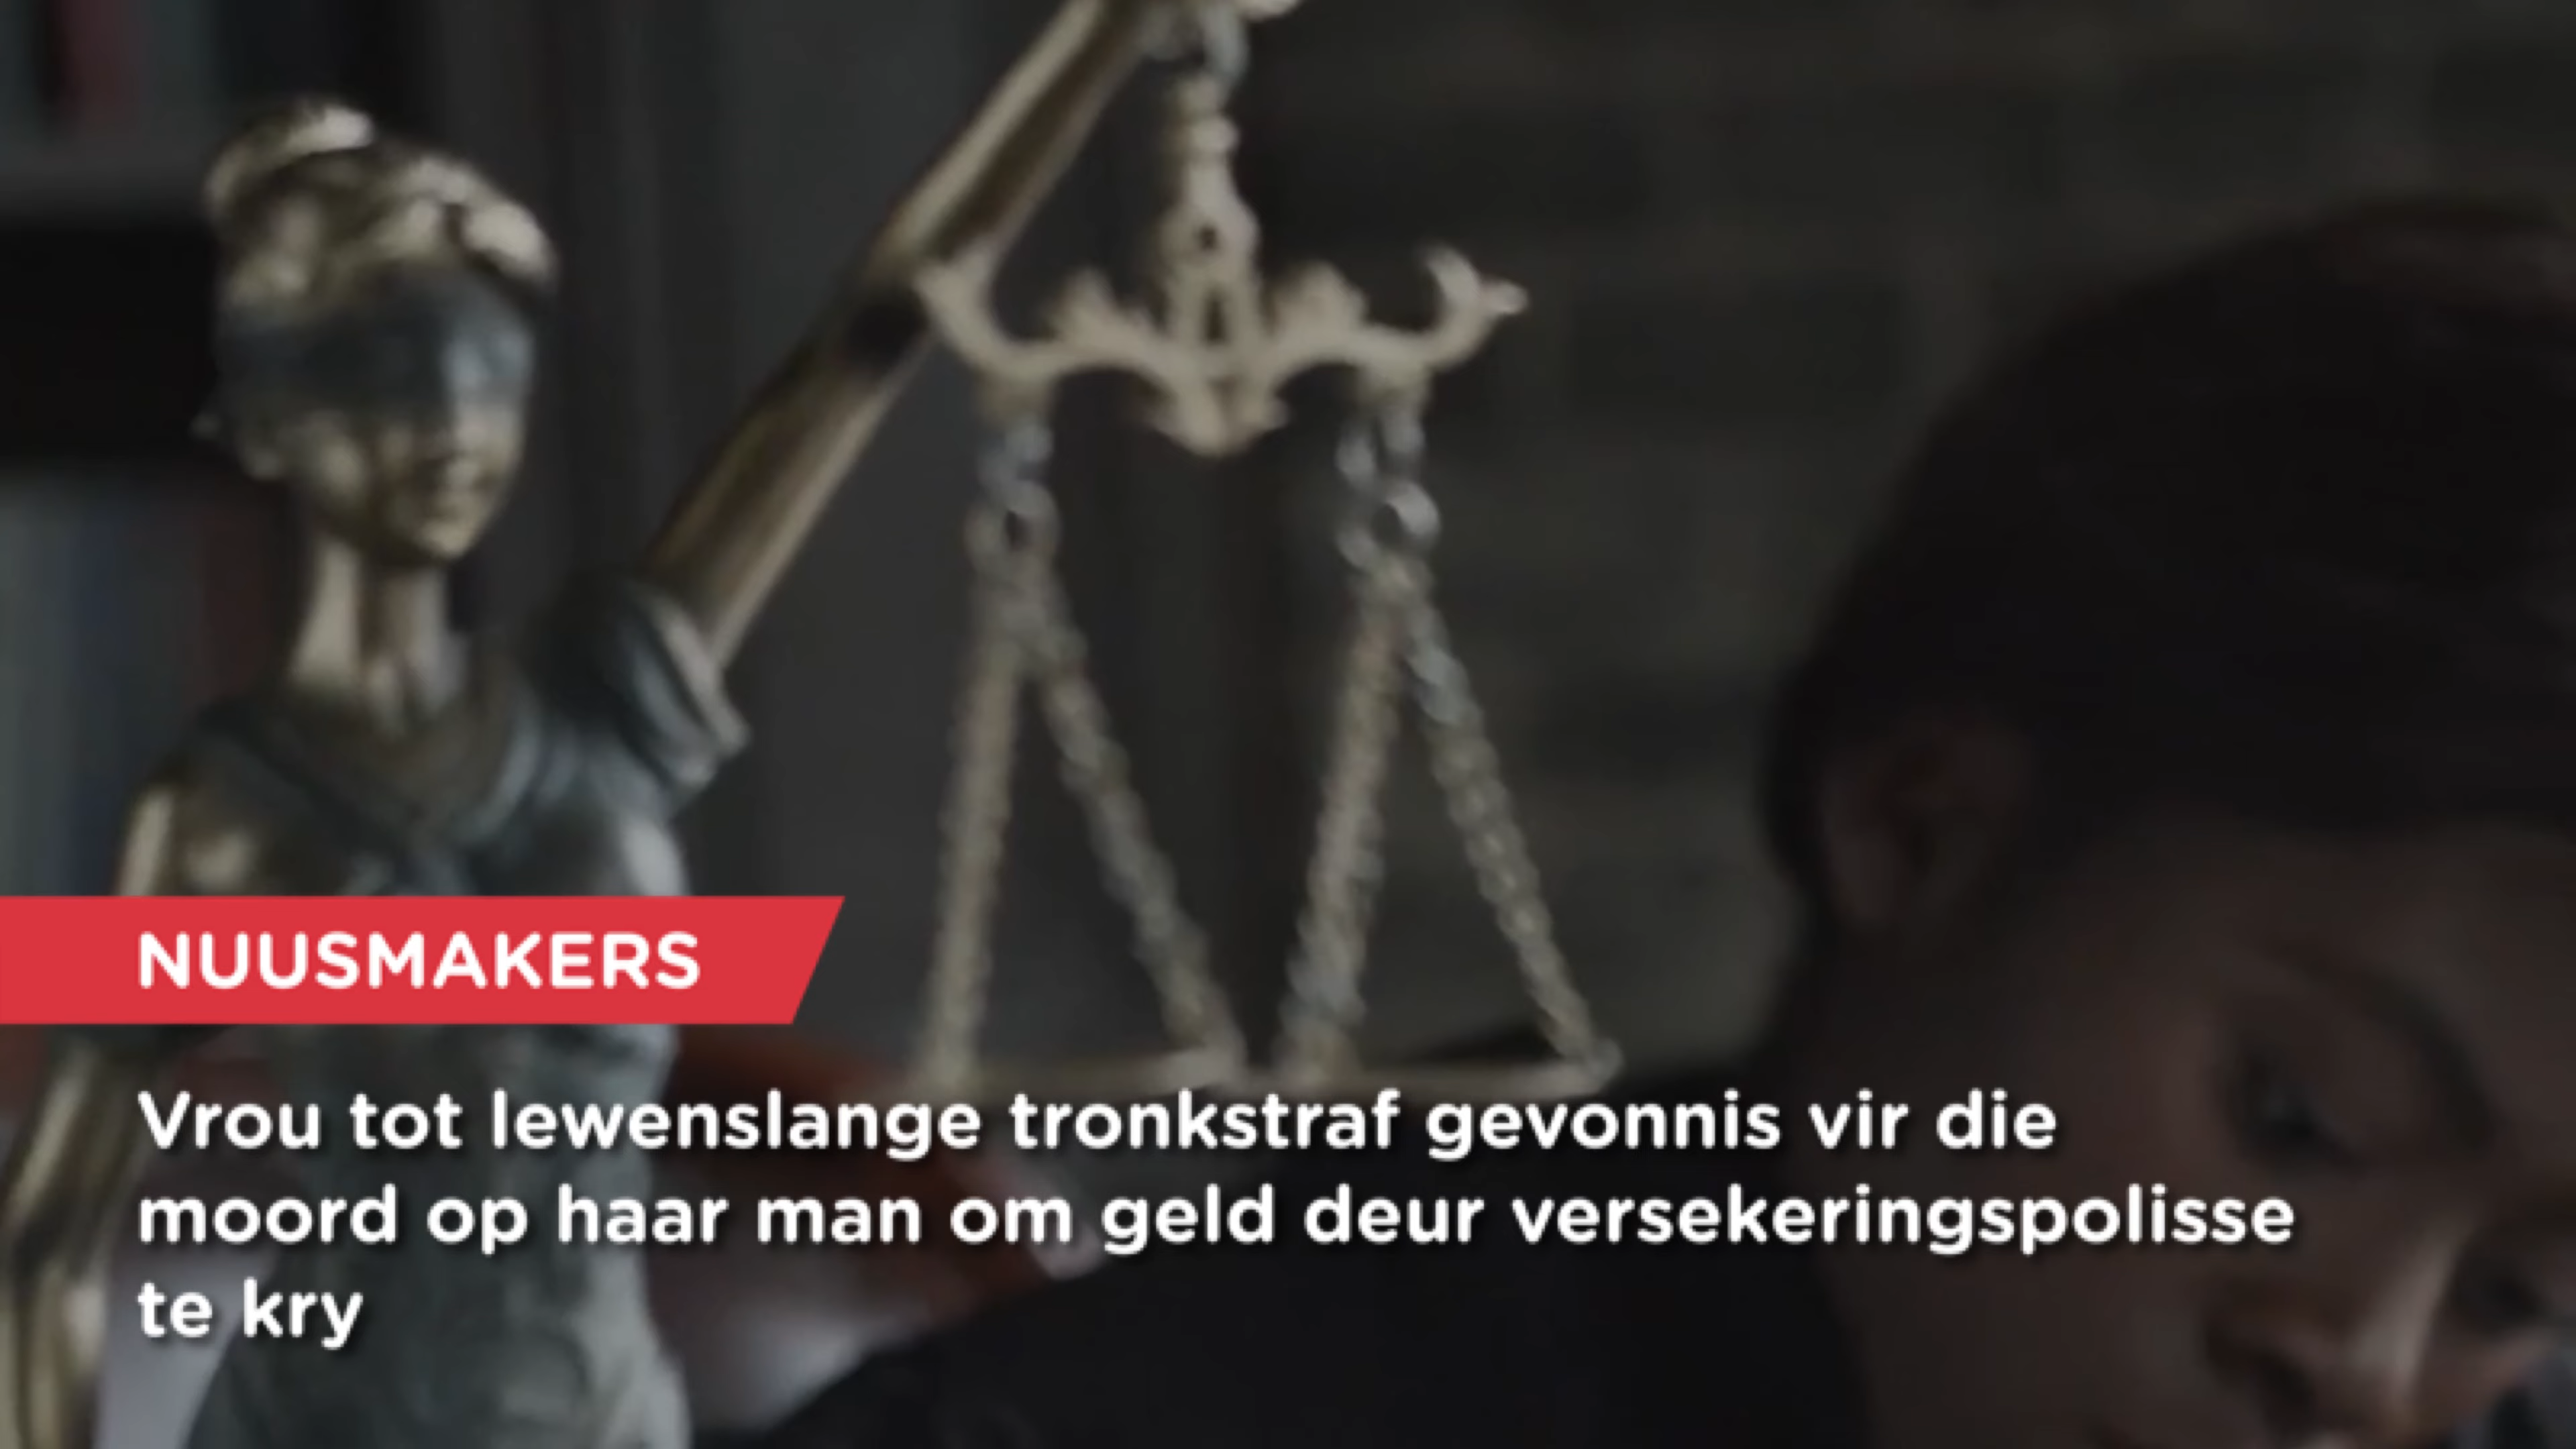 NUUSMAKERS
Vrou tot lewenslange tronkstraf gevonnis vir die
moord op haar man om geld deur versekeringspolisse
te kry